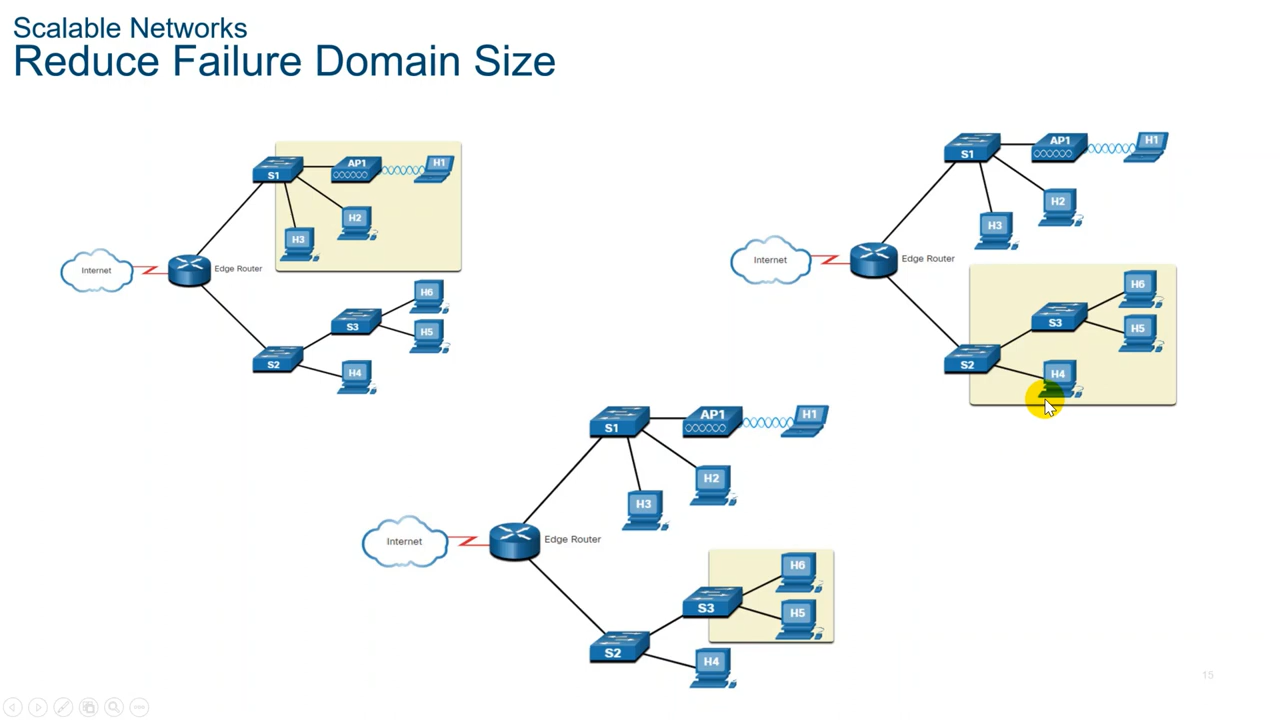 Scalable Networks
Reduce Failure Domain Size
S1
AP1
H1
H2
H3
Internet
Edge Router
H6
S3
H5
S2
H4
S1
AP1
H1
H2
H3
Internet
Edge Router
H6
S3
H5
S2
H4
S1
AP1
H1
H2
H3
Internet
Edge Router
H6
S3
H5
S2
H4
15